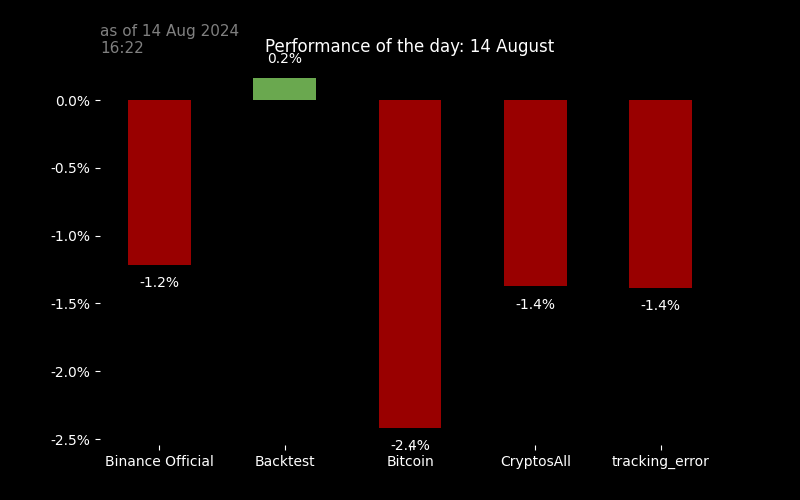 as of 14 Aug 2024
16:22
Performance of the day: 14 August
0.2%
0.0%
-0.5%
-1.0%
-1.2%
-1.5%
-1.4%
-1.4%
-2.0%
-2.5%
-2.4%
Binance Official
Backtest
Bitcoin
CryptosAll
tracking_error